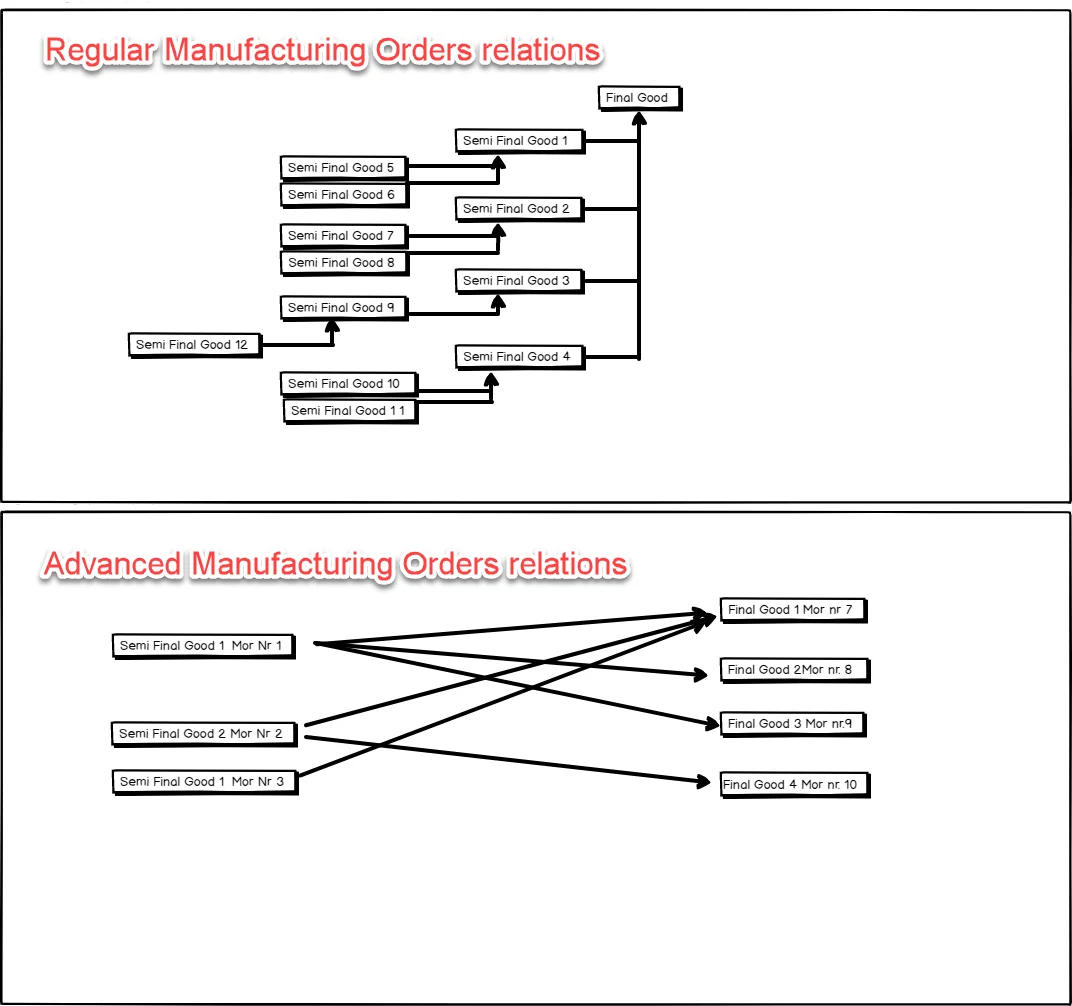 Regular Manufacturing Orders relations
Final Good
Semi Final Good 1
Semi Final Good 5
Semi Final Good 6
Semi Final Good 2
Semi Final Good 7
Semi Final Good 8
Semi Final Good 3
Semi Final Good 9
Semi Final Good 12
Semi Final Good 4
Semi Final Good 10
Semi Final Good 11
Advanced Manufacturing Orders relations
Final Good 1 Mor nr 7
Semi Final Good 1 Mor Nr 1
Final Good 2Mor nr. 8
Semi Final Good 2 Mor Nr 2
Final Good 3 Mor nr.9
Semi Final Good 1 Mor Nr 3
Final Good 4 Mor nr. 10